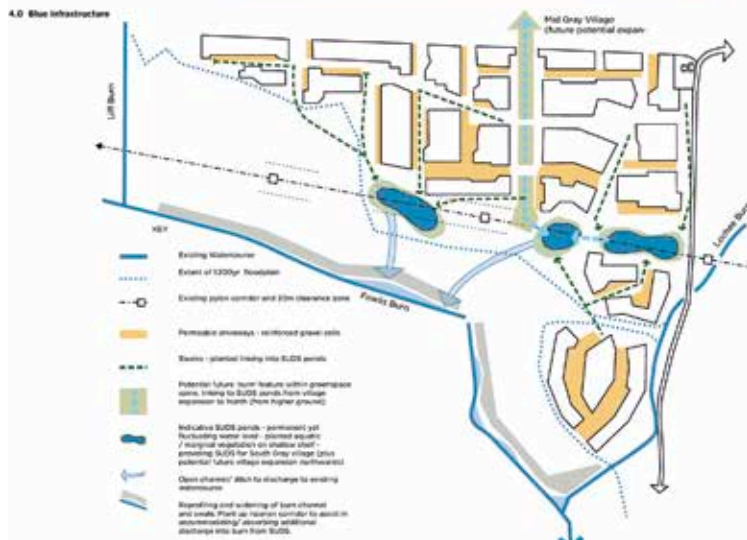 4.0 Blue Infrastructure
Mid Gray Village
(future potential expan-
Liff Burn
Lochee Burn
Fowlis Burn
KEY
Existing Watercourse
Extent of 1:200yr floodplain
Existing pylon corridor and 20m clearance zone
Permeable driveways - reinforced gravel cells
Swales - planted linking into SUDS ponds
Potential future 'burn' feature within greenspace
spine, linking to SUDS ponds from village
expansion to north (from higher ground)
Indicative SUDS ponds - permanent yet
fluctuating water level - planted aquatic
/ marginal vegetation on shallow shelf -
providing SUDS for South Gray village (plus
potential future village expansion northwards)
Open channel/ ditch to discharge to existing
watercourse
Reprofiling and widening of burn channel
and swale. Plant up riparian corridor to assist in
accommodating/ absorbing additional
discharge into burn from SUDS.